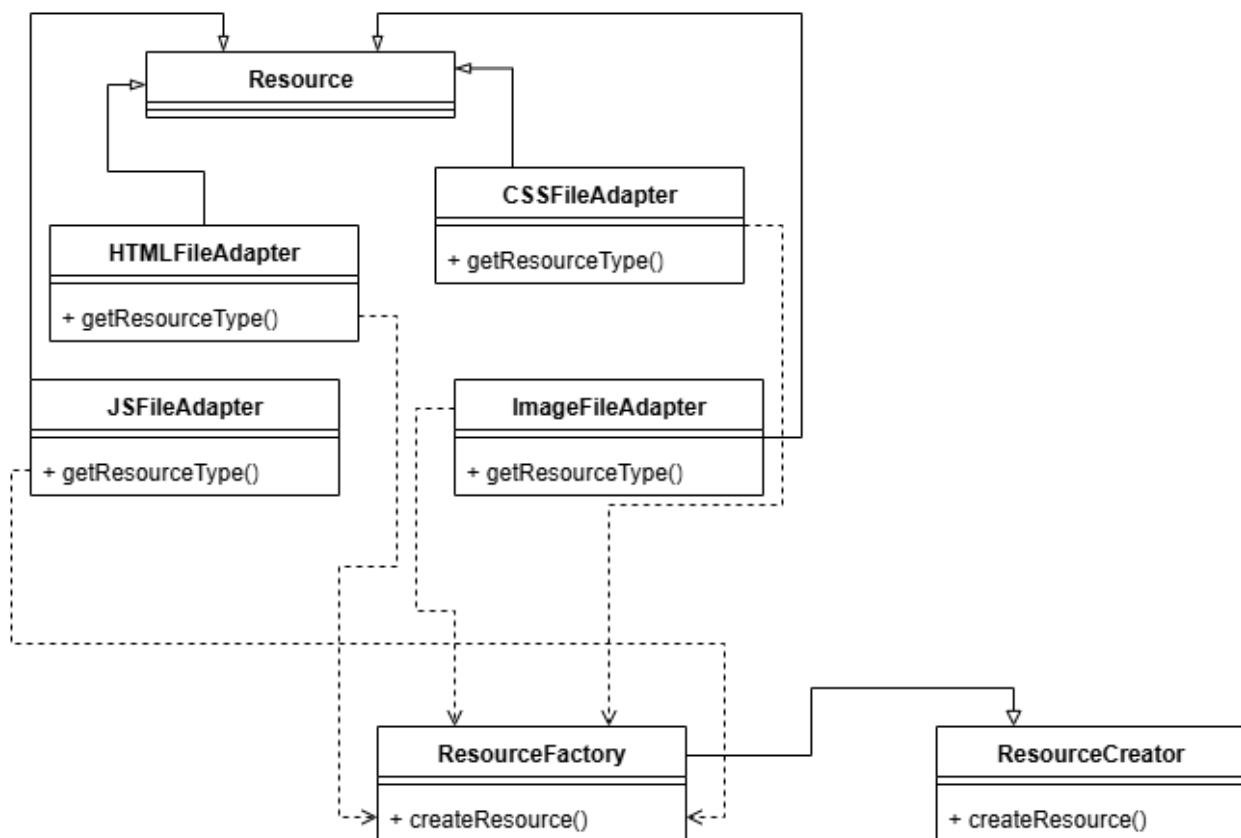 Resource
CSSFileAdapter
+ getResourceType()
HTMLFileAdapter
+ getResourceType()
JSFileAdapter
+ getResourceType()
ImageFileAdapter
+ getResourceType()
ResourceFactory
+ createResource()
ResourceCreator
+ createResource()